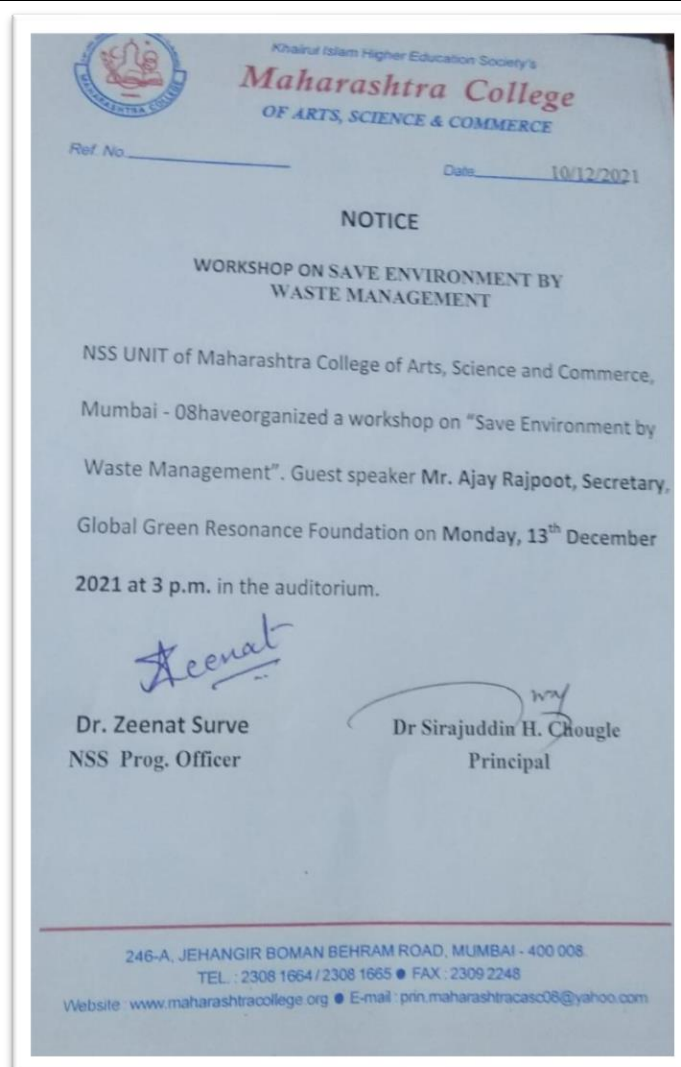 MAHARASHTRA COLLEGE
Khairul Islam Higher Education Society's
Maharashtra College
OF ARTS, SCIENCE & COMMERCE
Ref. No.
Date 10/12/2021
NOTICE
WORKSHOP ON SAVE ENVIRONMENT BY
WASTE MANAGEMENT
NSS UNIT of Maharashtra College of Arts, Science and Commerce,
Mumbai - 08haveorganized a workshop on “Save Environment by
Waste Management”. Guest speaker Mr. Ajay Rajpoot, Secretary,
Global Green Resonance Foundation on Monday, 13th December
2021 at 3 p.m. in the auditorium.
Zeenat
Dr. Zeenat Surve
Dr Sirajuddin H. Chougle
NSS Prog. Officer
Principal
246-A, JEHANGIR BOMAN BEHRAM ROAD, MUMBAI - 400 008.
TEL. : 2308 1664 / 2308 1665 ● FAX : 2309 2248
Website : www.maharashtracollege.org ● E-mail : prin.maharashtracasc08@yahoo.com